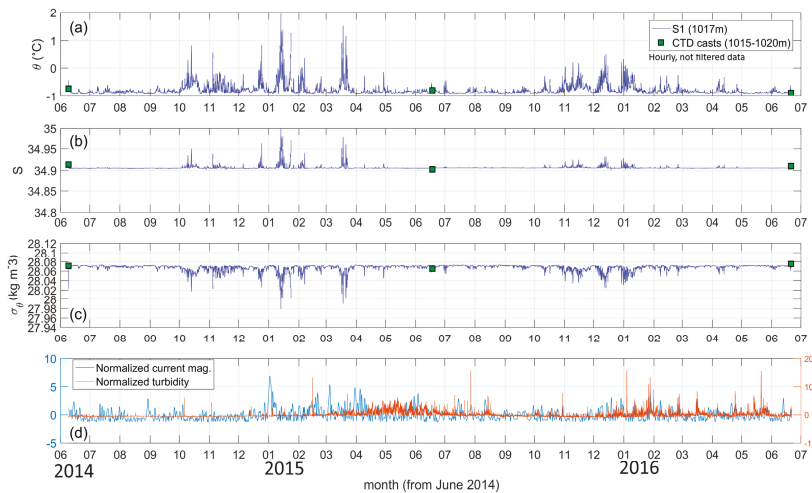 (a)
θ (°C)
2
1
0
-1
S1 (1017m)
CTD casts (1015-1020m)
Hourly, not filtered data
06 07 08 09 10 11 12 01 02 03 04 05 06 07 08 09 10 11 12 01 02 03 04 05 06 07
(b)
S
35
34.95
34.9
34.85
34.8
06 07 08 09 10 11 12 01 02 03 04 05 06 07 08 09 10 11 12 01 02 03 04 05 06 07
σθ (kg m-3)
28.12
28.1
28.08
28.06
28.04
28.02
28
27.98
27.96
27.94
(c)
06 07 08 09 10 11 12 01 02 03 04 05 06 07 08 09 10 11 12 01 02 03 04 05 06 07
10
5
0
-5
Normalized current mag.
Normalized turbidity
20
10
0
-10
(d)
06 07 08 09 10 11 12 01 02 03 04 05 06 07 08 09 10 11 12 01 02 03 04 05 06 07
2014 2015 2016
month (from June 2014)